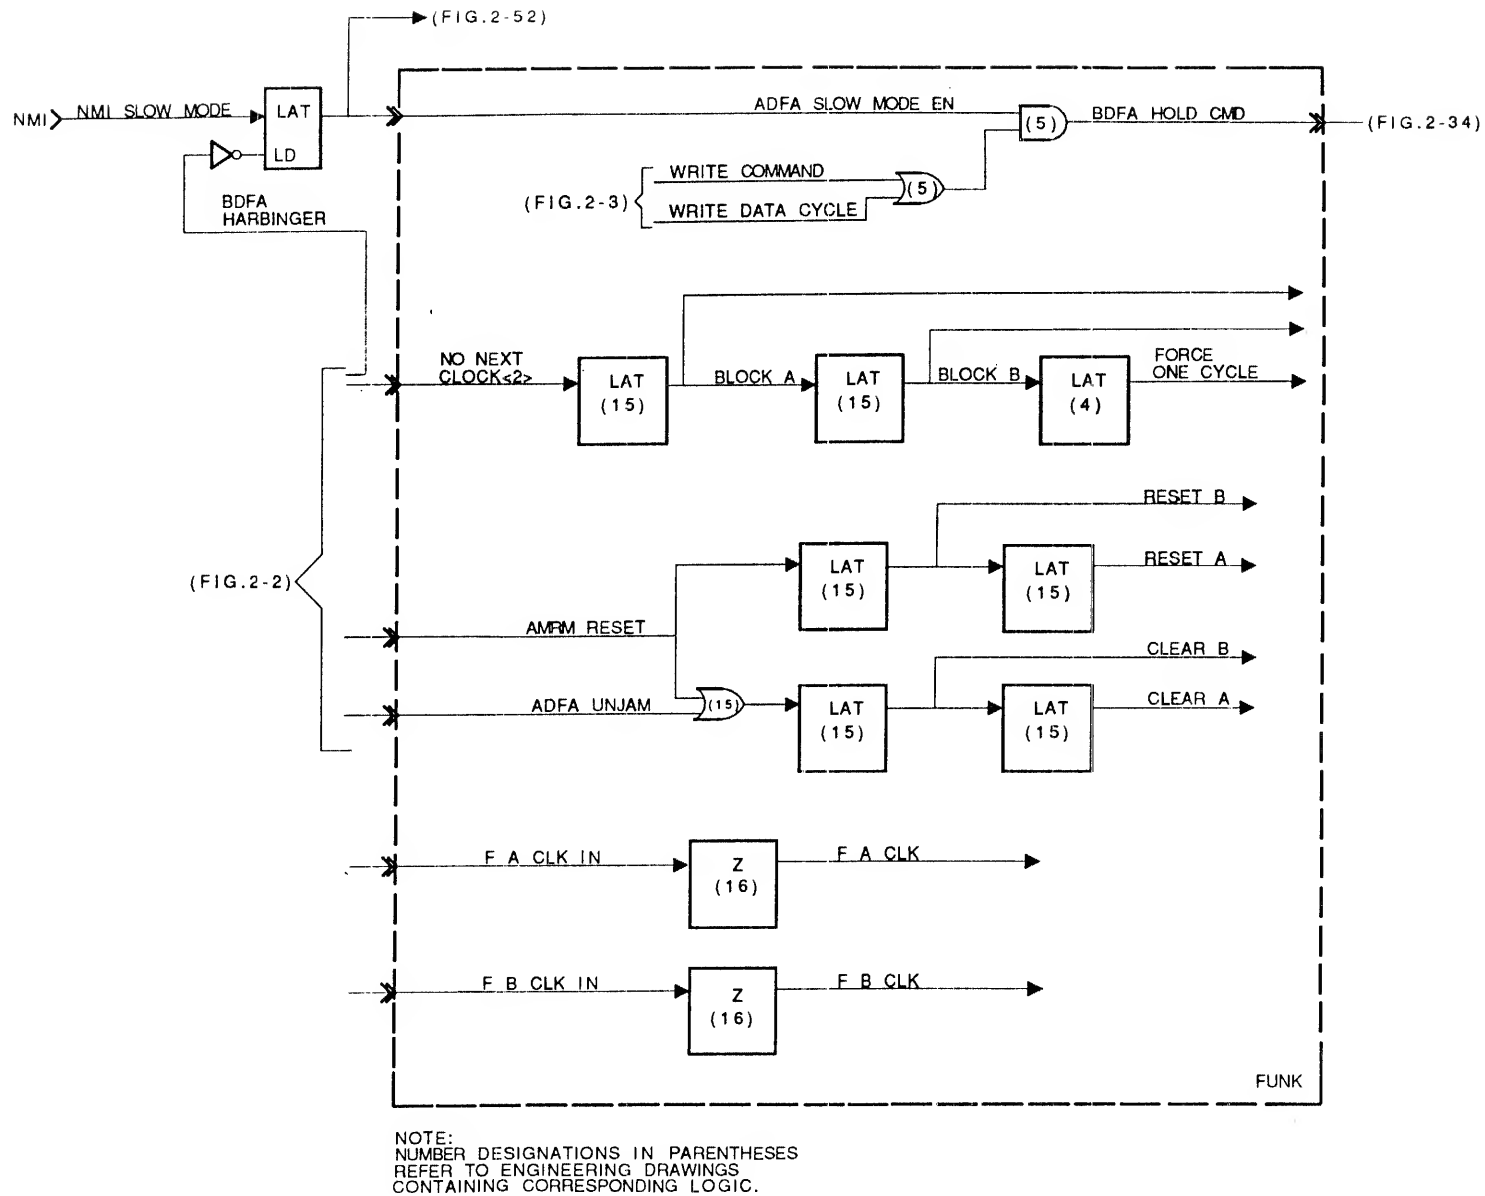 (FIG.2-52)
NMI
NMI SLOW MODE
LAT
LD
ADFA SLOW MODE EN
(5)
BDFA HOLD CMD
(FIG.2-34)
BDFA
HARBINGER
(FIG.2-3)
WRITE COMMAND
WRITE DATA CYCLE
(5)
NO NEXT
CLOCK<2>
LAT
(15)
BLOCK A
LAT
(15)
BLOCK B
LAT
(4)
FORCE
ONE CYCLE
(FIG.2-2)
RESET B
LAT
(15)
LAT
(15)
RESET A
AMRM RESET
CLEAR B
ADFA UNJAM
(15)
LAT
(15)
LAT
(15)
CLEAR A
F A CLK IN
Z
(16)
F A CLK
F B CLK IN
Z
(16)
F B CLK
FUNK
NOTE:
NUMBER DESIGNATIONS IN PARENTHESES
REFER TO ENGINEERING DRAWINGS
CONTAINING CORRESPONDING LOGIC.